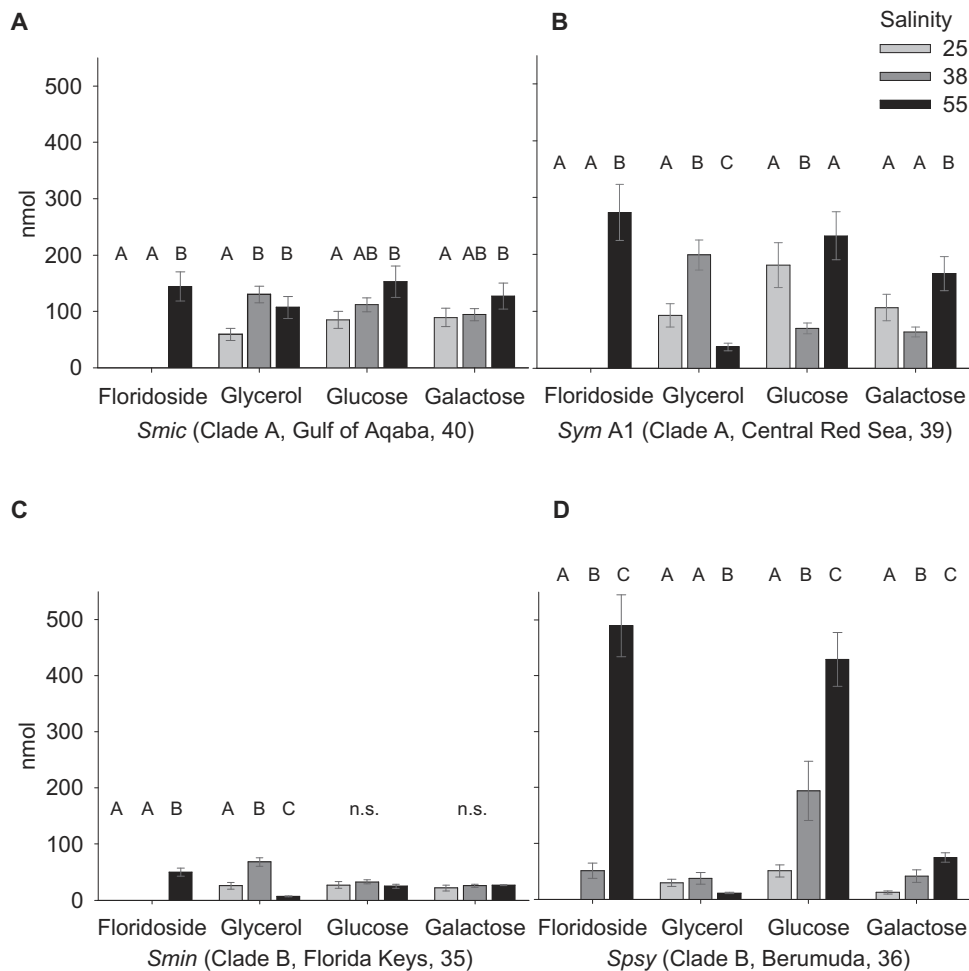 A
B
Salinity
25
38
55
500
400
300
200
100
0
nmol
A A B A B B A AB B A AB B
Floridoside Glycerol Glucose Galactose
Smic (Clade A, Gulf of Aqaba, 40)
A A B A B C A B A A A B
Floridoside Glycerol Glucose Galactose
Sym A1 (Clade A, Central Red Sea, 39)
C
D
500
400
300
200
100
0
nmol
A A B A B C n.s. n.s.
Floridoside Glycerol Glucose Galactose
Smin (Clade B, Florida Keys, 35)
A B C A A B A B C A B C
Floridoside Glycerol Glucose Galactose
Spsy (Clade B, Berumuda, 36)